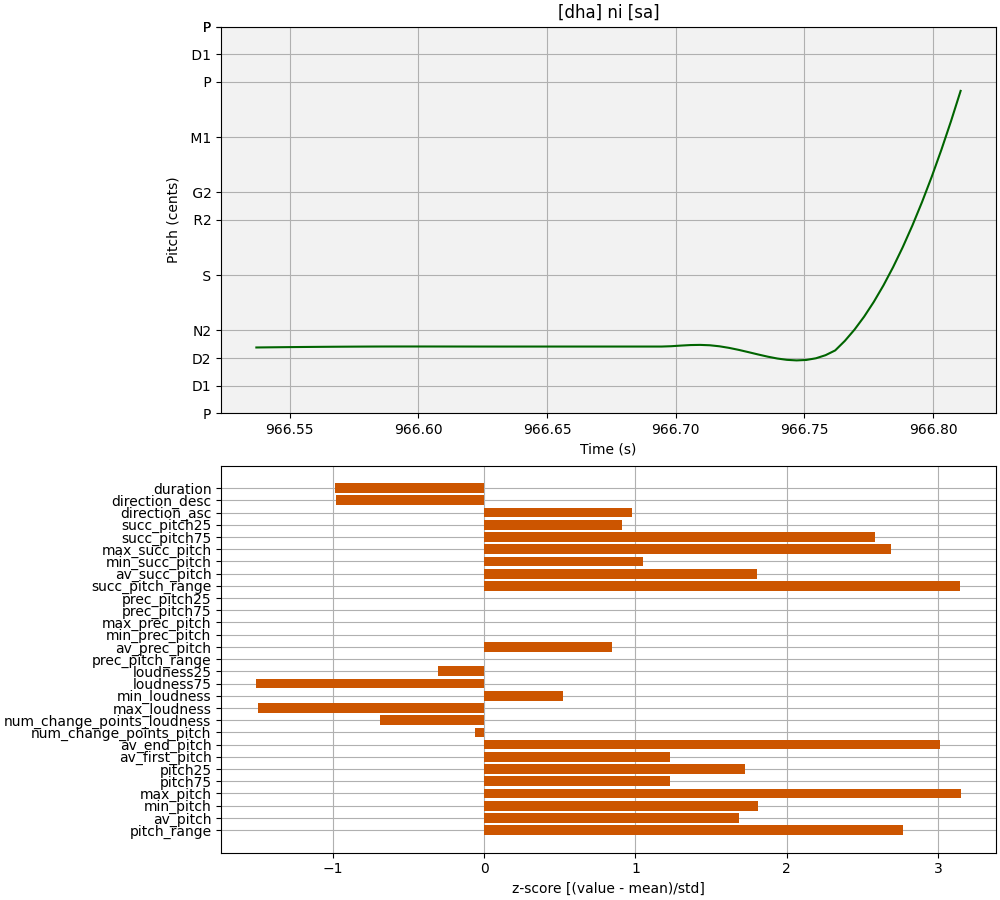 [dha] ni [sa]
P
D1
P
M1
G2
R2
S
N2
D2
D1
P
Pitch (cents)
966.55 966.60 966.65 966.70 966.75 966.80
Time (s)
duration
direction_desc
direction_asc
succ_pitch25
succ_pitch75
max_succ_pitch
min_succ_pitch
av_succ_pitch
succ_pitch_range
prec_pitch25
prec_pitch75
max_prec_pitch
min_prec_pitch
av_prec_pitch
prec_pitch_range
loudness25
loudness75
min_loudness
max_loudness
num_change_points_loudness
num_change_points_pitch
av_end_pitch
av_first_pitch
pitch25
pitch75
max_pitch
min_pitch
av_pitch
pitch_range
−1 0 1 2 3
z-score [(value - mean)/std]